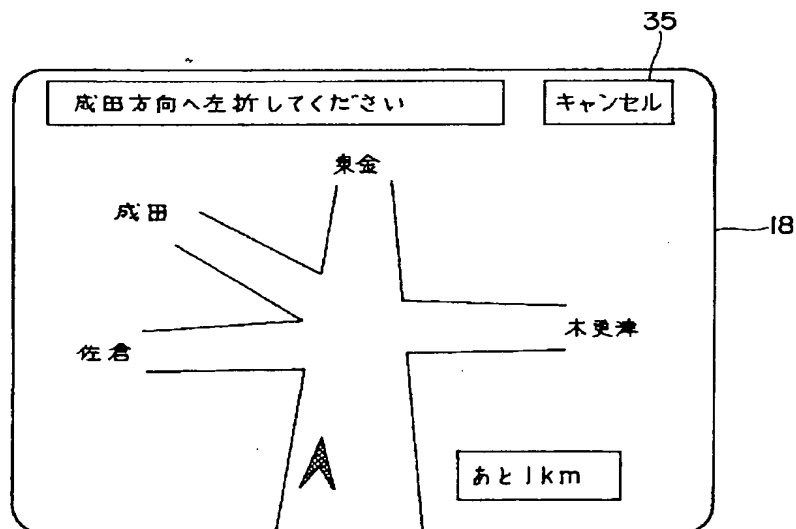 35
成田方向へ左折してください
キャンセル
東金
成田
18
木更津
佐倉
あと1km